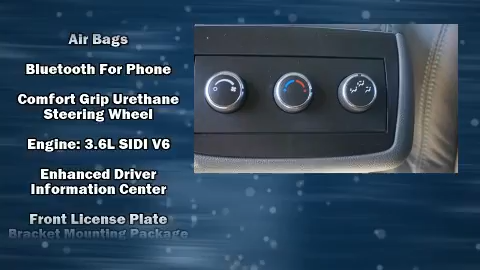 Air Bags
Bluetooth For Phone
Comfort Grip Urethane
Steering Wheel
Engine: 3.6L SIDI V6
Enhanced Driver
Information Center
Front License Plate
Bracket Mounting Package